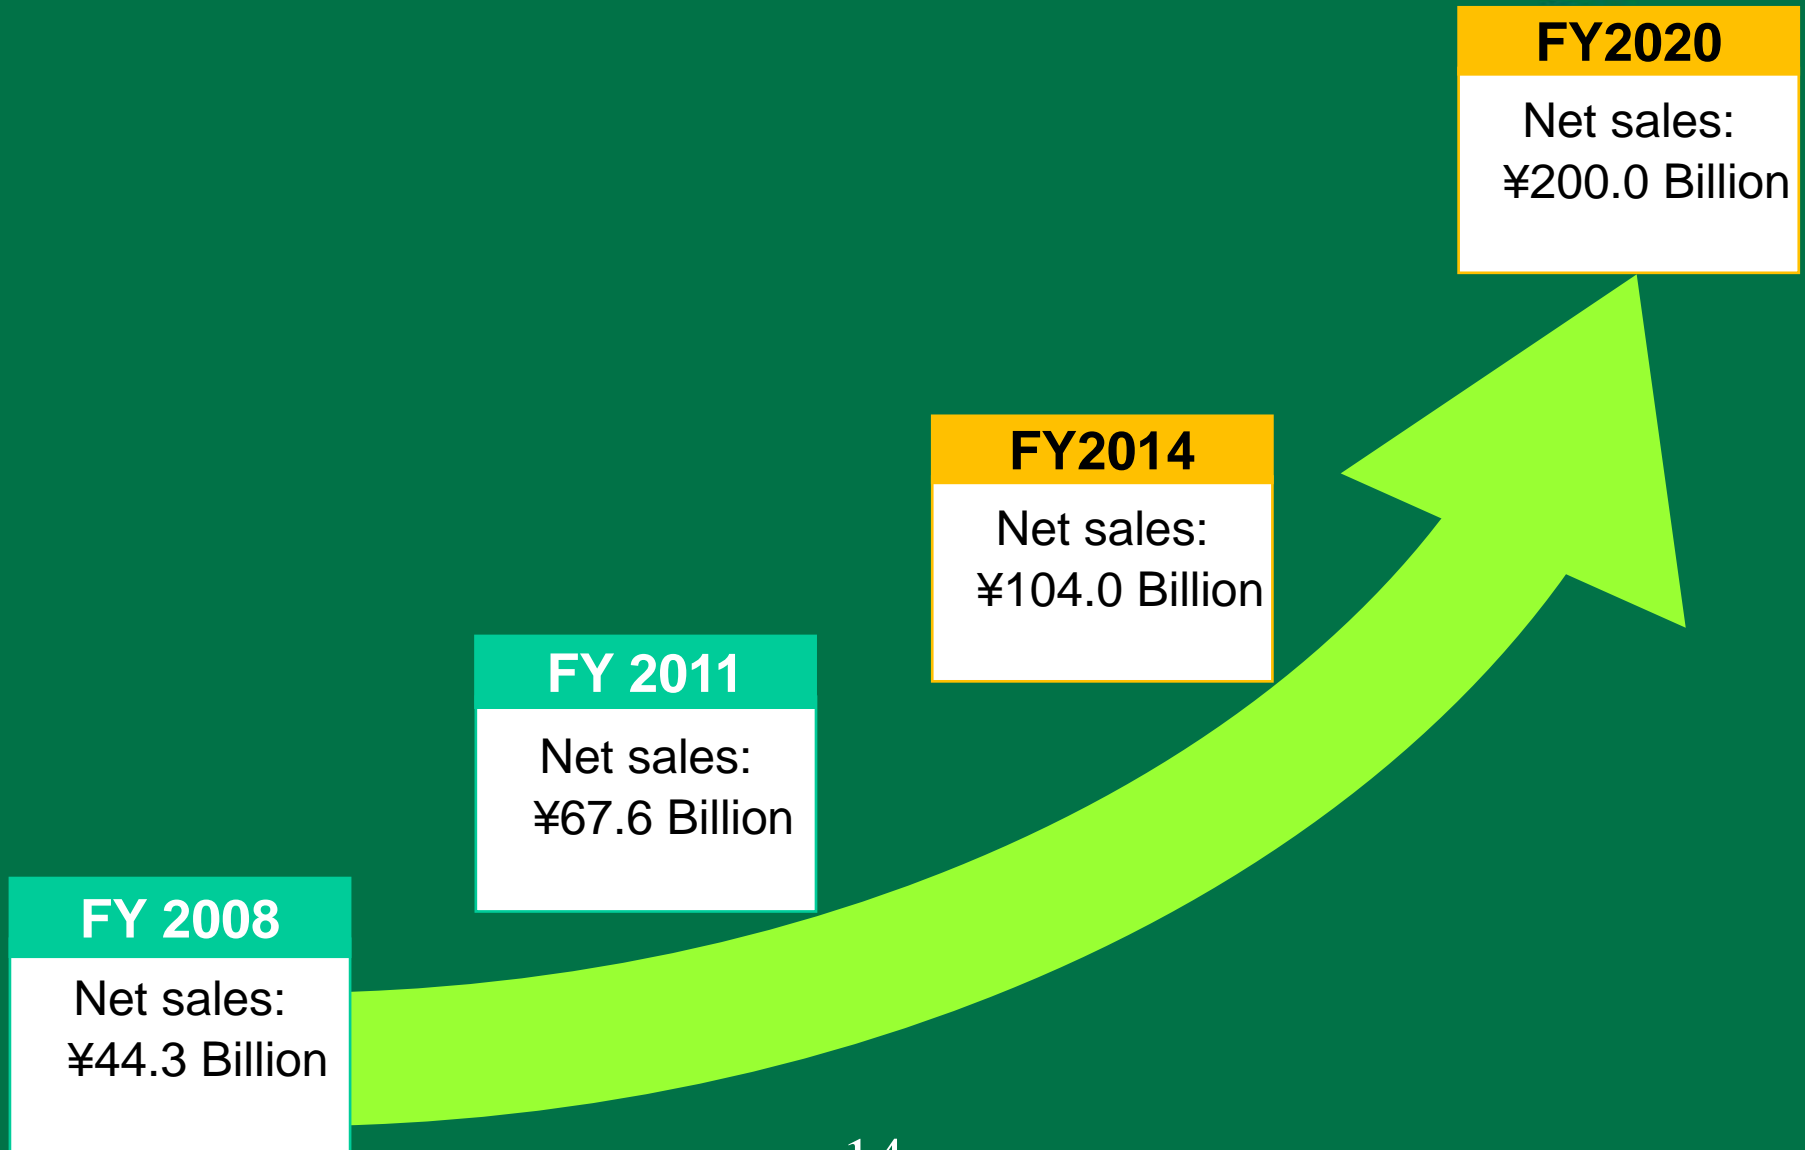 FY2020
Net sales:
¥200.0 Billion
FY2014
Net sales:
¥104.0 Billion
FY 2011
Net sales:
¥67.6 Billion
FY 2008
Net sales:
¥44.3 Billion
14